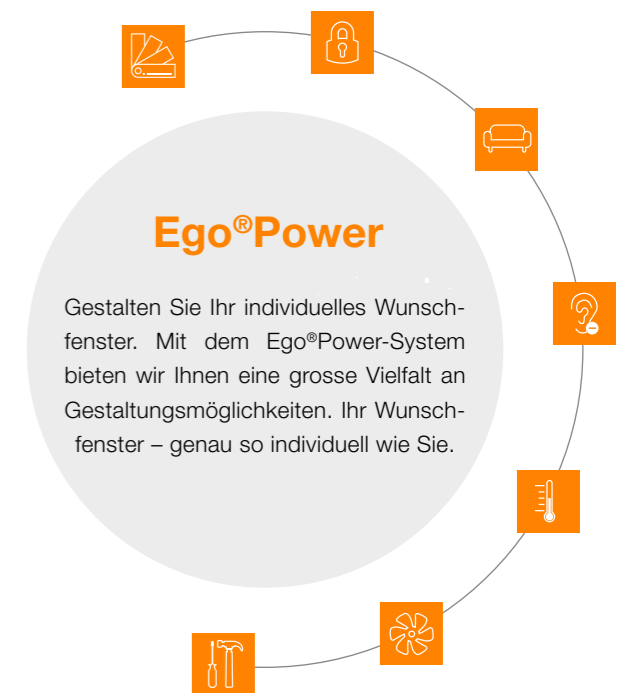 Ego®Power
Gestalten Sie Ihr individuelles Wunsch-
fenster. Mit dem Ego®Power-System
bieten wir Ihnen eine grosse Vielfalt an
Gestaltungsmöglichkeiten. Ihr Wunsch-
fenster – genau so individuell wie Sie.